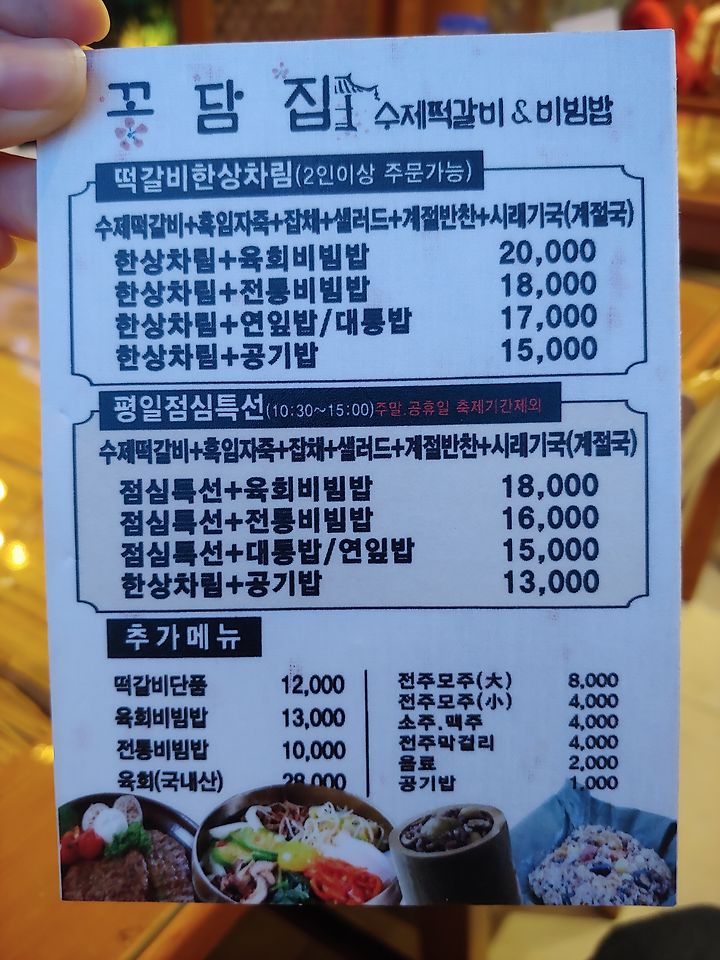 꼬담집 수제떡갈비 & 비빔밥
떡갈비한상차림(2인이상 주문가능)
수제떡갈비+흑임자죽+잡채+샐러드+계절반찬+시래기국(계절국)
한상차림+육회비빔밥 20,000
한상차림+전통비빔밥 18,000
한상차림+연잎밥/대통밥 17,000
한상차림+공기밥 15,000
평일점심특선(10:30~15:00)주말.공휴일 축제기간제외
수제떡갈비+흑임자죽+잡채+샐러드+계절반찬+시래기국(계절국)
점심특선+육회비빔밥 18,000
점심특선+전통비빔밥 16,000
점심특선+대통밥/연잎밥 15,000
한상차림+공기밥 13,000
추가메뉴
떡갈비단품 12,000
육회비빔밥 13,000
전통비빔밥 10,000
육회(국내산) 28,000
전주모주(大) 8,000
전주모주(小) 4,000
소주.맥주 4,000
전주막걸리 4,000
음료 2,000
공기밥 1,000